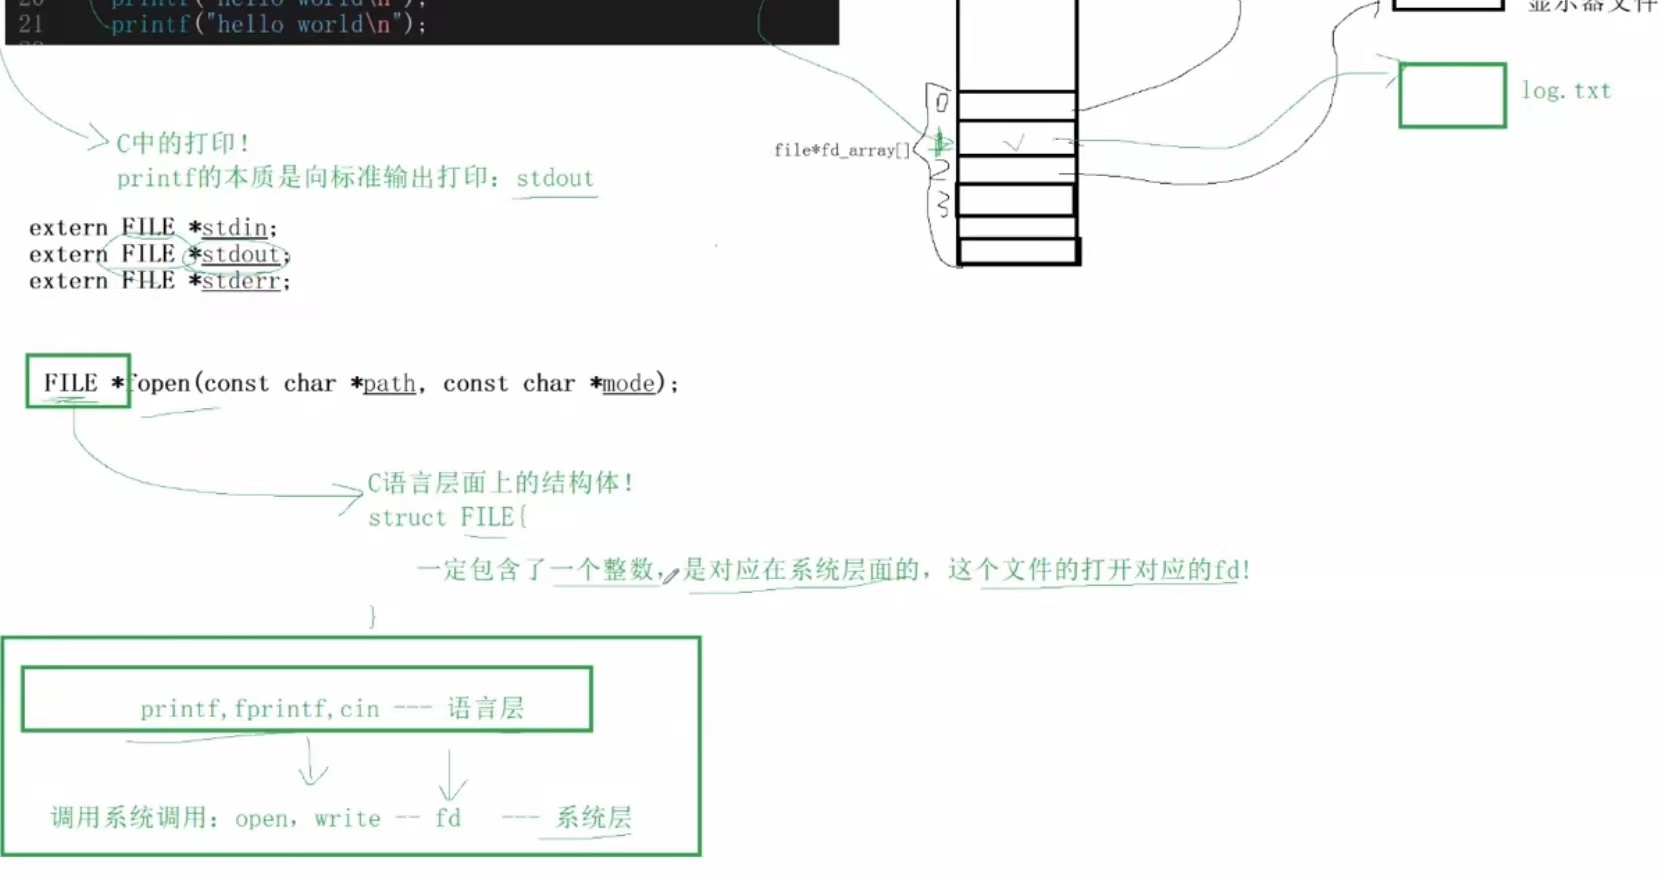 printf("hello world\n");
21 printf("hello world\n");
显示器文件
log.txt
C中的打印！
printf的本质是向标准输出打印：stdout
0
1
file*fd_array[]
2
3
extern FILE *stdin;
extern FILE *stdout;
extern FILE *stderr;
FILE *fopen(const char *path, const char *mode);
C语言层面上的结构体！
struct FILE{
一定包含了一个整数，是对应在系统层面的，这个文件的打开对应的fd!
}
printf,fprintf,cin --- 语言层
调用系统调用：open，write -- fd --- 系统层